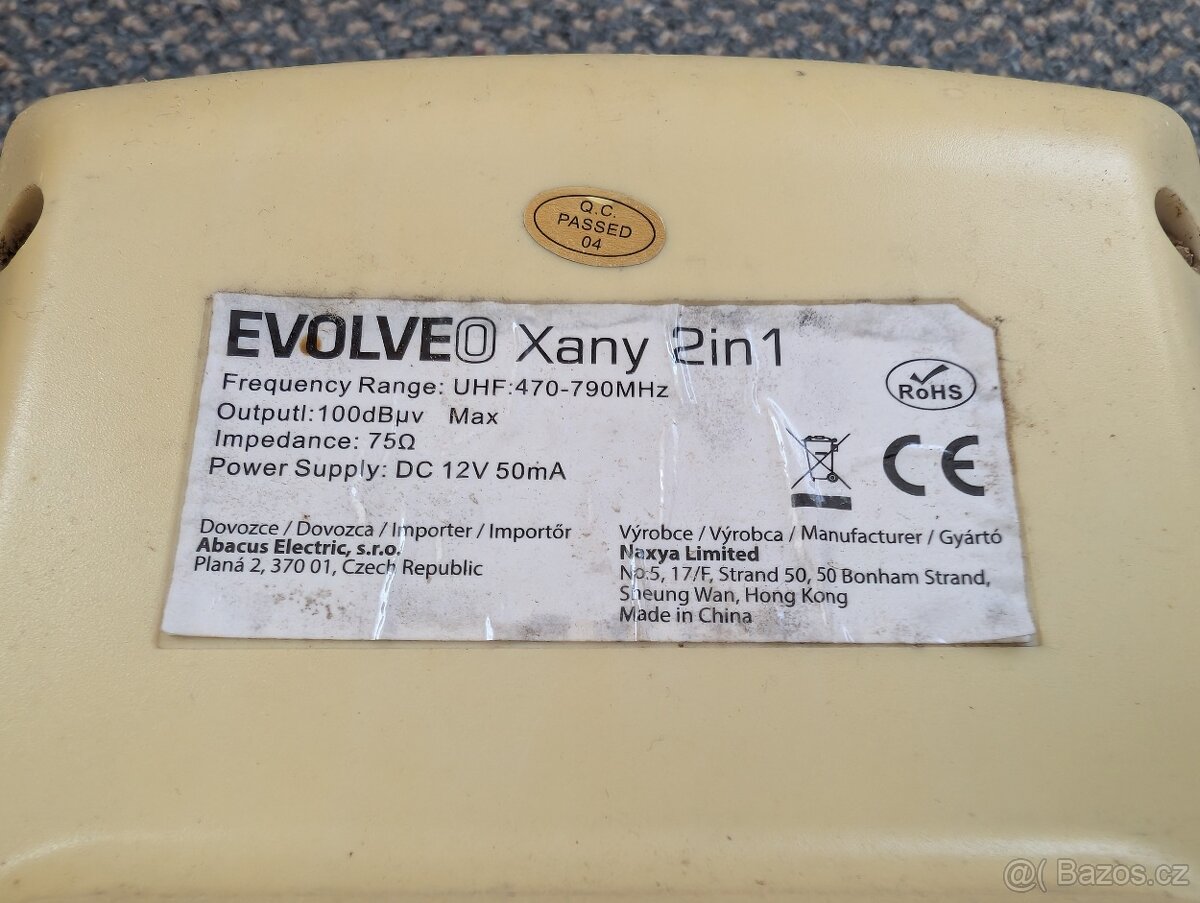 Q.C.
PASSED
04
EVOLVEO Xany 2in1
Frequency Range: UHF:470-790MHz
Outputl:100dBμv Max
Impedance: 75Ω
Power Supply: DC 12V 50mA
RoHS
CE
Dovozce / Dovozca / Importer / Importőr
Abacus Electric, s.r.o.
Planá 2, 370 01, Czech Republic
Výrobce / Výrobca / Manufacturer / Gyártó
Naxya Limited
No.5, 17/F, Strand 50, 50 Bonham Strand,
Sheung Wan, Hong Kong
Made in China
@( Bazos.cz